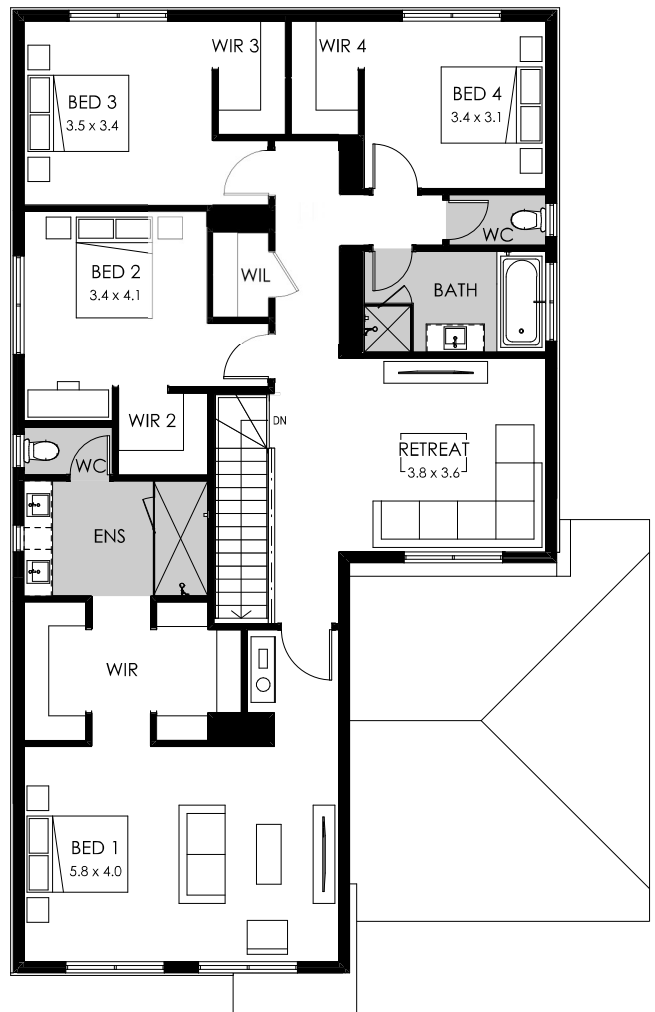 WIR 3
WIR 4
BED 3
3.5 x 3.4
BED 4
3.4 x 3.1
WC
BED 2
3.4 x 4.1
WIL
BATH
WIR 2
DN
RETREAT
3.8 x 3.6
WC
ENS
WIR
BED 1
5.8 x 4.0